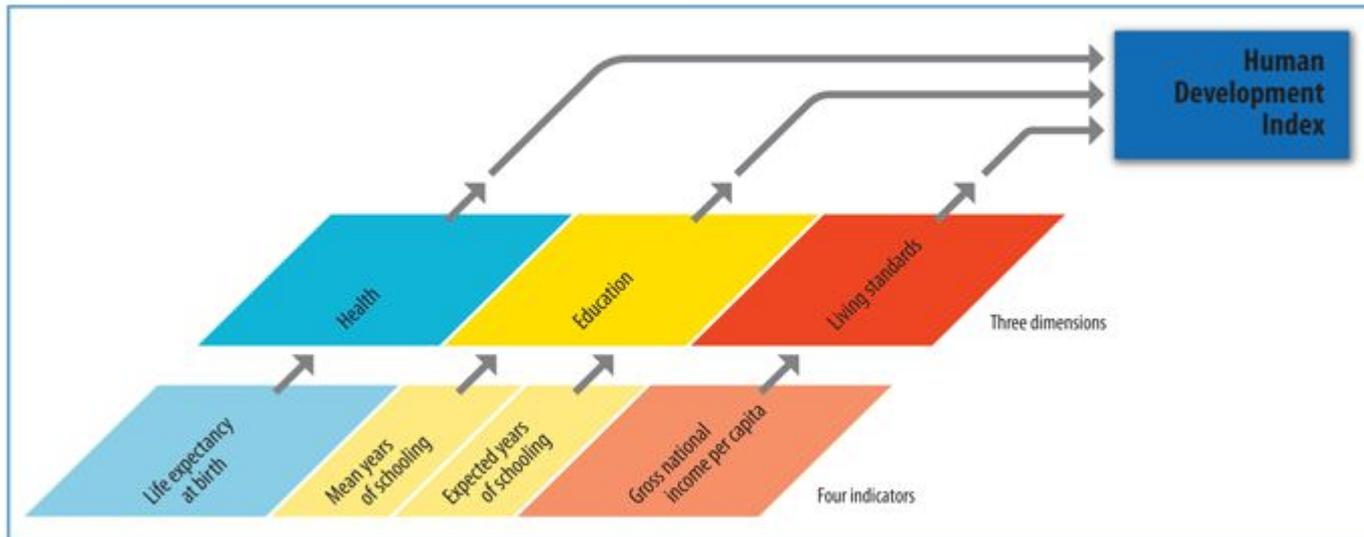 Human
Development
Index
Health
Education
Living standards
Three dimensions
Life expectancy
at birth
Mean years
of schooling
Expected years
of schooling
Gross national
income per capita
Four indicators